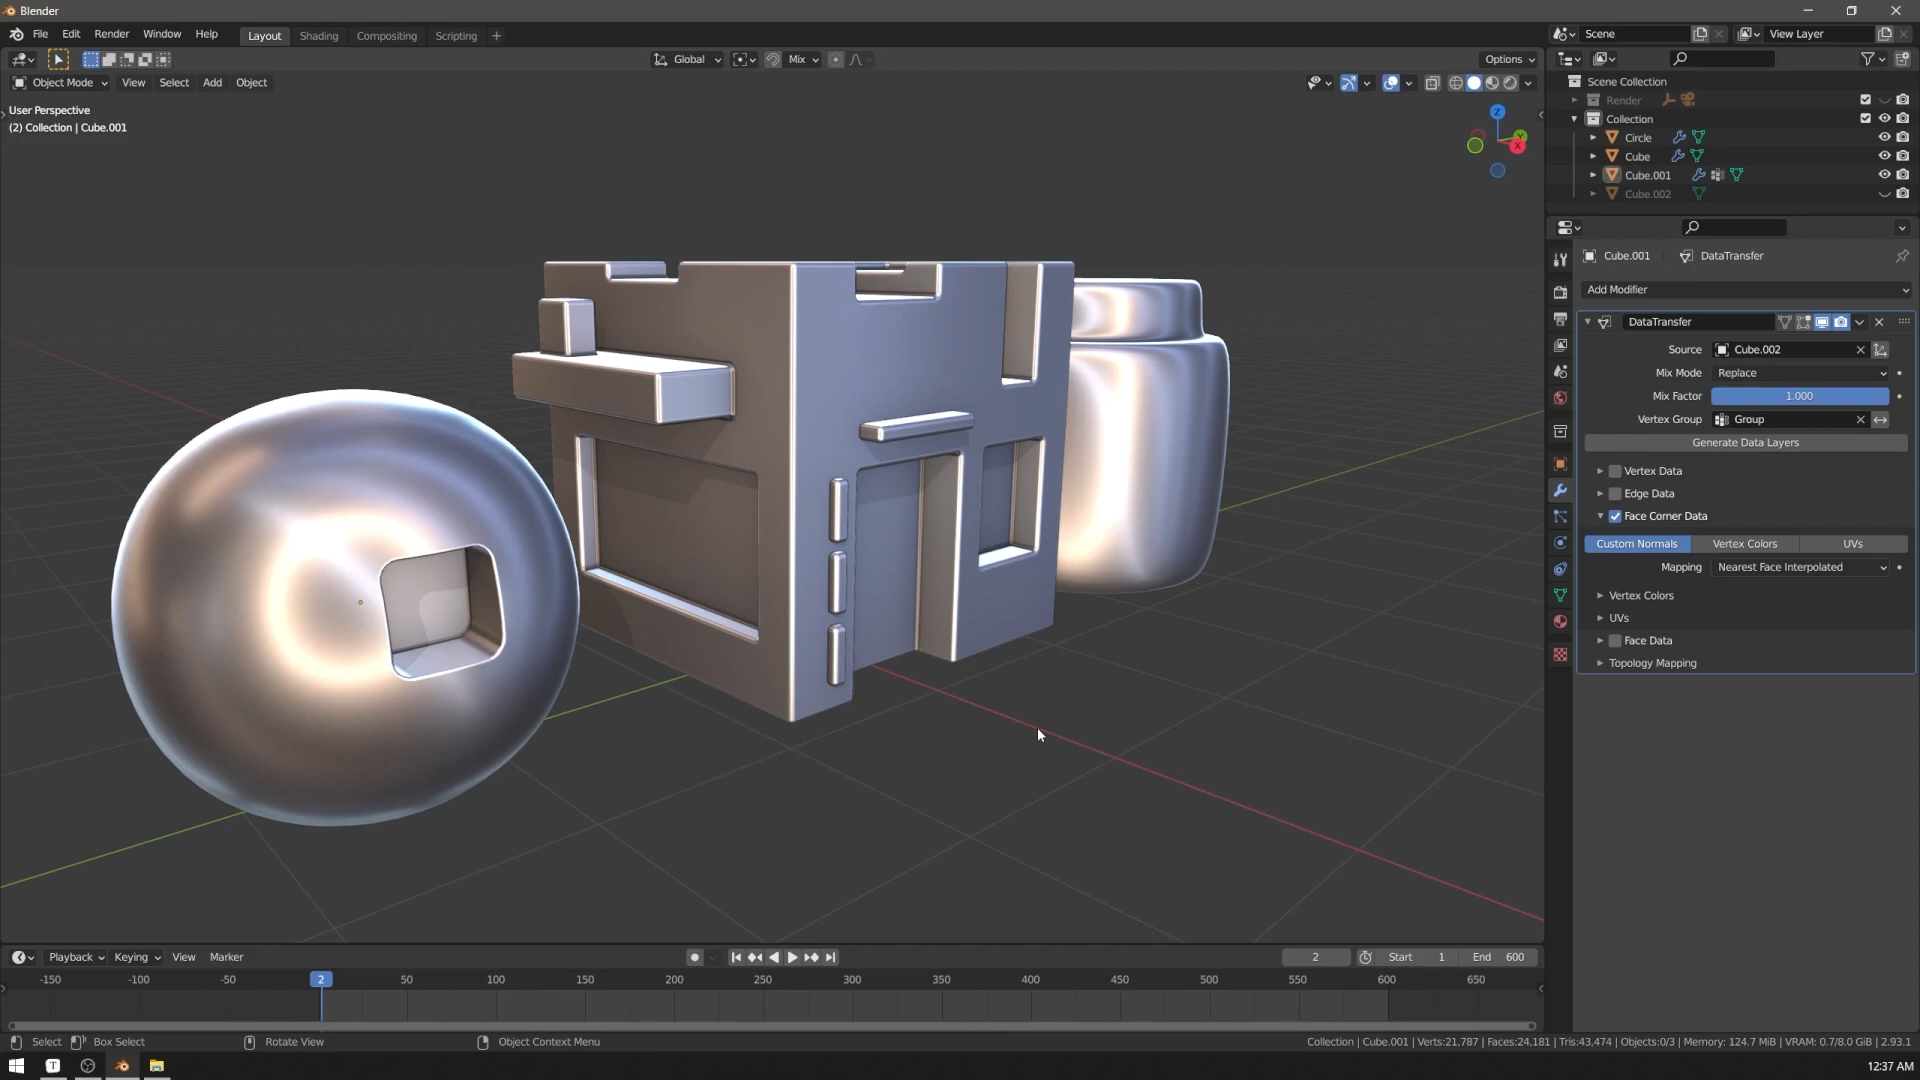 Blender
File Edit Render Window Help Layout Shading Compositing Scripting + Scene View Layer
Global Mix Options
Object Mode View Select Add Object
User Perspective
(2) Collection | Cube.001
Z
Y
X
Scene Collection
Render
Collection
Circle
Cube
Cube.001
Cube.002
Cube.001 DataTransfer
Add Modifier
DataTransfer
Source Cube.002
Mix Mode Replace
Mix Factor 1.000
Vertex Group Group
Generate Data Layers
Vertex Data
Edge Data
Face Corner Data
Custom Normals Vertex Colors UVs
Mapping Nearest Face Interpolated
Vertex Colors
UVs
Face Data
Topology Mapping
Playback Keying View Marker 2 Start 1 End 600
-150 -100 -50 2 50 100 150 200 250 300 350 400 450 500 550 600 650
Select Box Select Rotate View Object Context Menu Collection | Cube.001 | Verts:21,787 | Faces:24,181 | Tris:43,474 | Objects:0/3 | Memory: 124.7 MiB | VRAM: 0.7/8.0 GiB | 2.93.1
T 12:37 AM